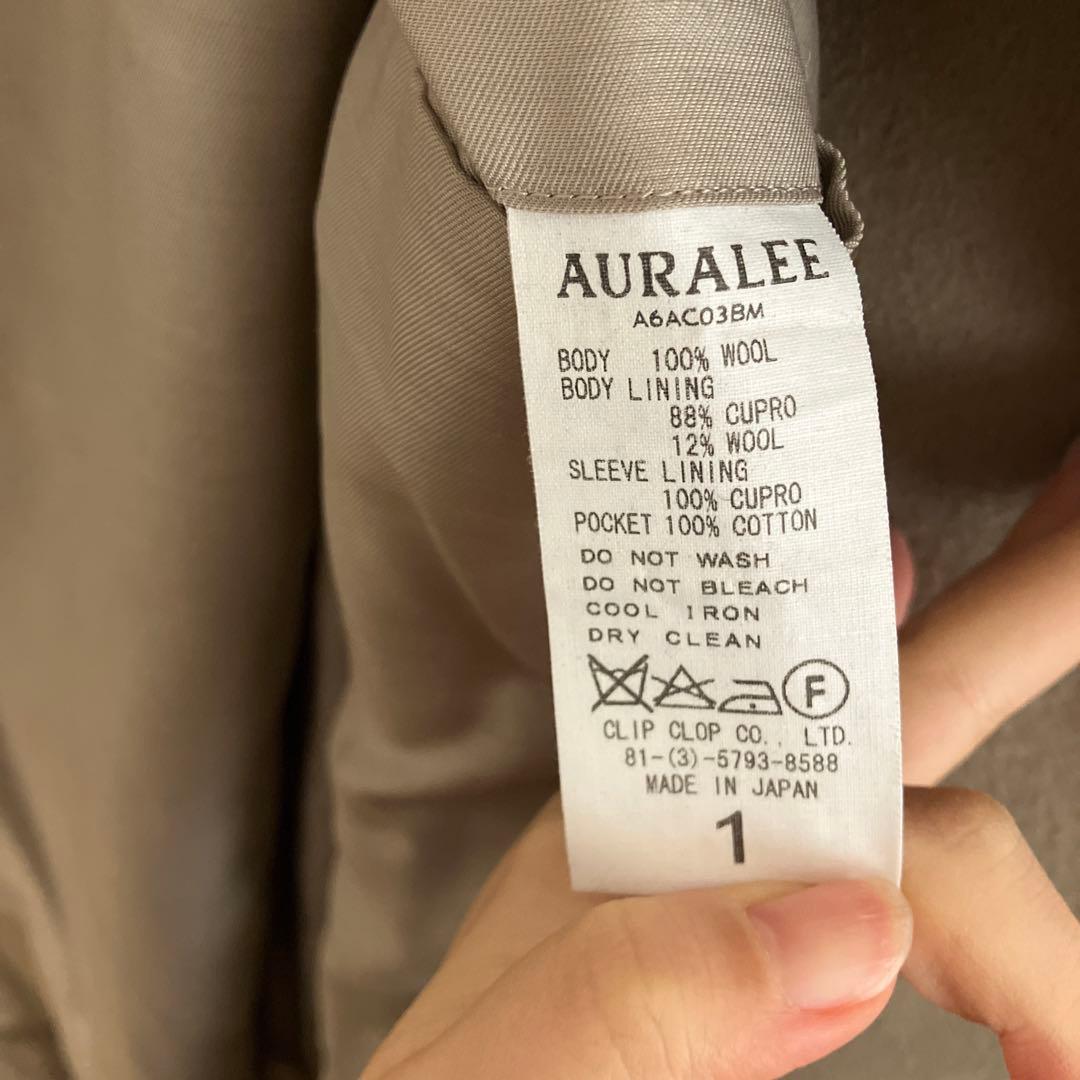 AURALEE
A6AC03BM
BODY 100% WOOL
BODY LINING
88% CUPRO
12% WOOL
SLEEVE LINING
100% CUPRO
POCKET 100% COTTON
DO NOT WASH
DO NOT BLEACH
COOL IRON
DRY CLEAN
F
CLIP CLOP CO., LTD.
81-(3)-5793-8588
MADE IN JAPAN
1